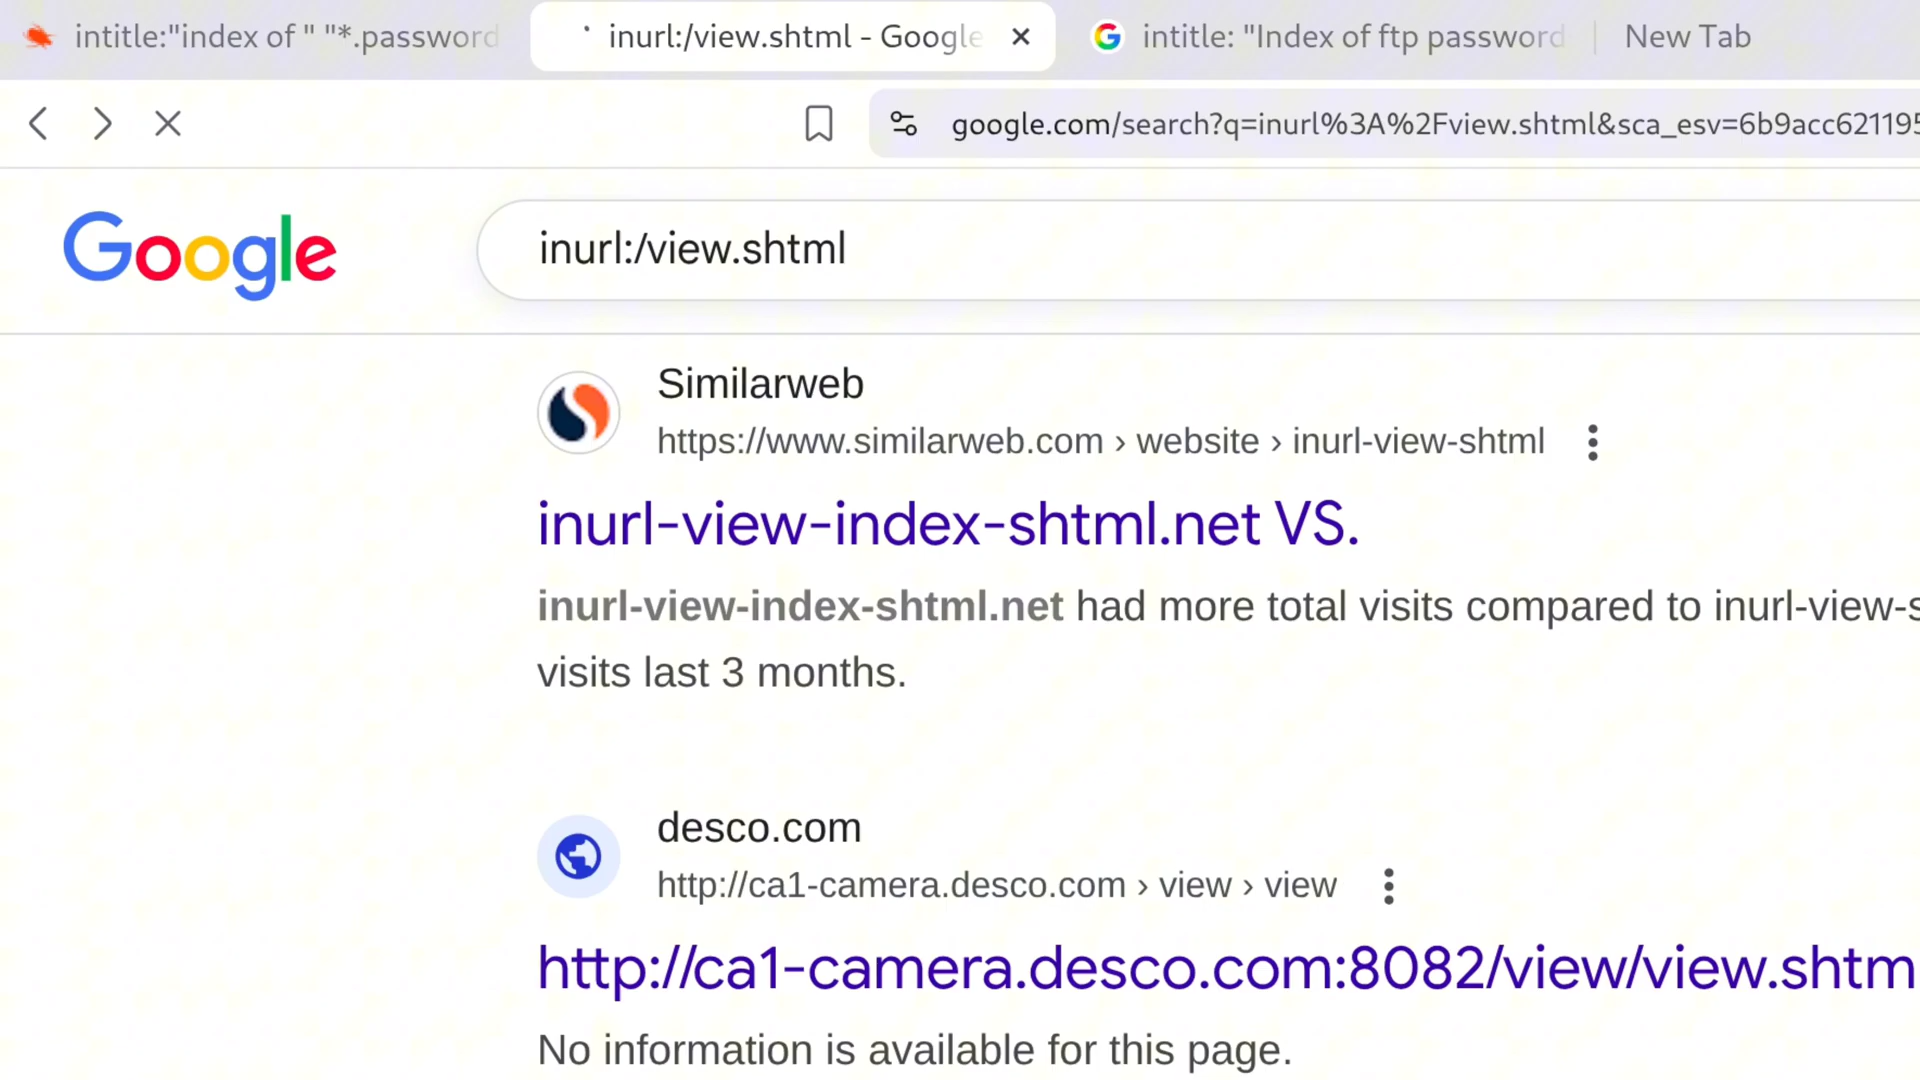 intitle:"index of " "*.password
inurl:/view.shtml - Google
intitle: "Index of ftp password
New Tab
google.com/search?q=inurl%3A%2Fview.shtml&sca_esv=6b9acc621195
Google
inurl:/view.shtml
Similarweb
https://www.similarweb.com › website › inurl-view-shtml
inurl-view-index-shtml.net VS.
inurl-view-index-shtml.net had more total visits compared to inurl-view-s
visits last 3 months.
desco.com
http://ca1-camera.desco.com › view › view
http://ca1-camera.desco.com:8082/view/view.shtm
No information is available for this page.